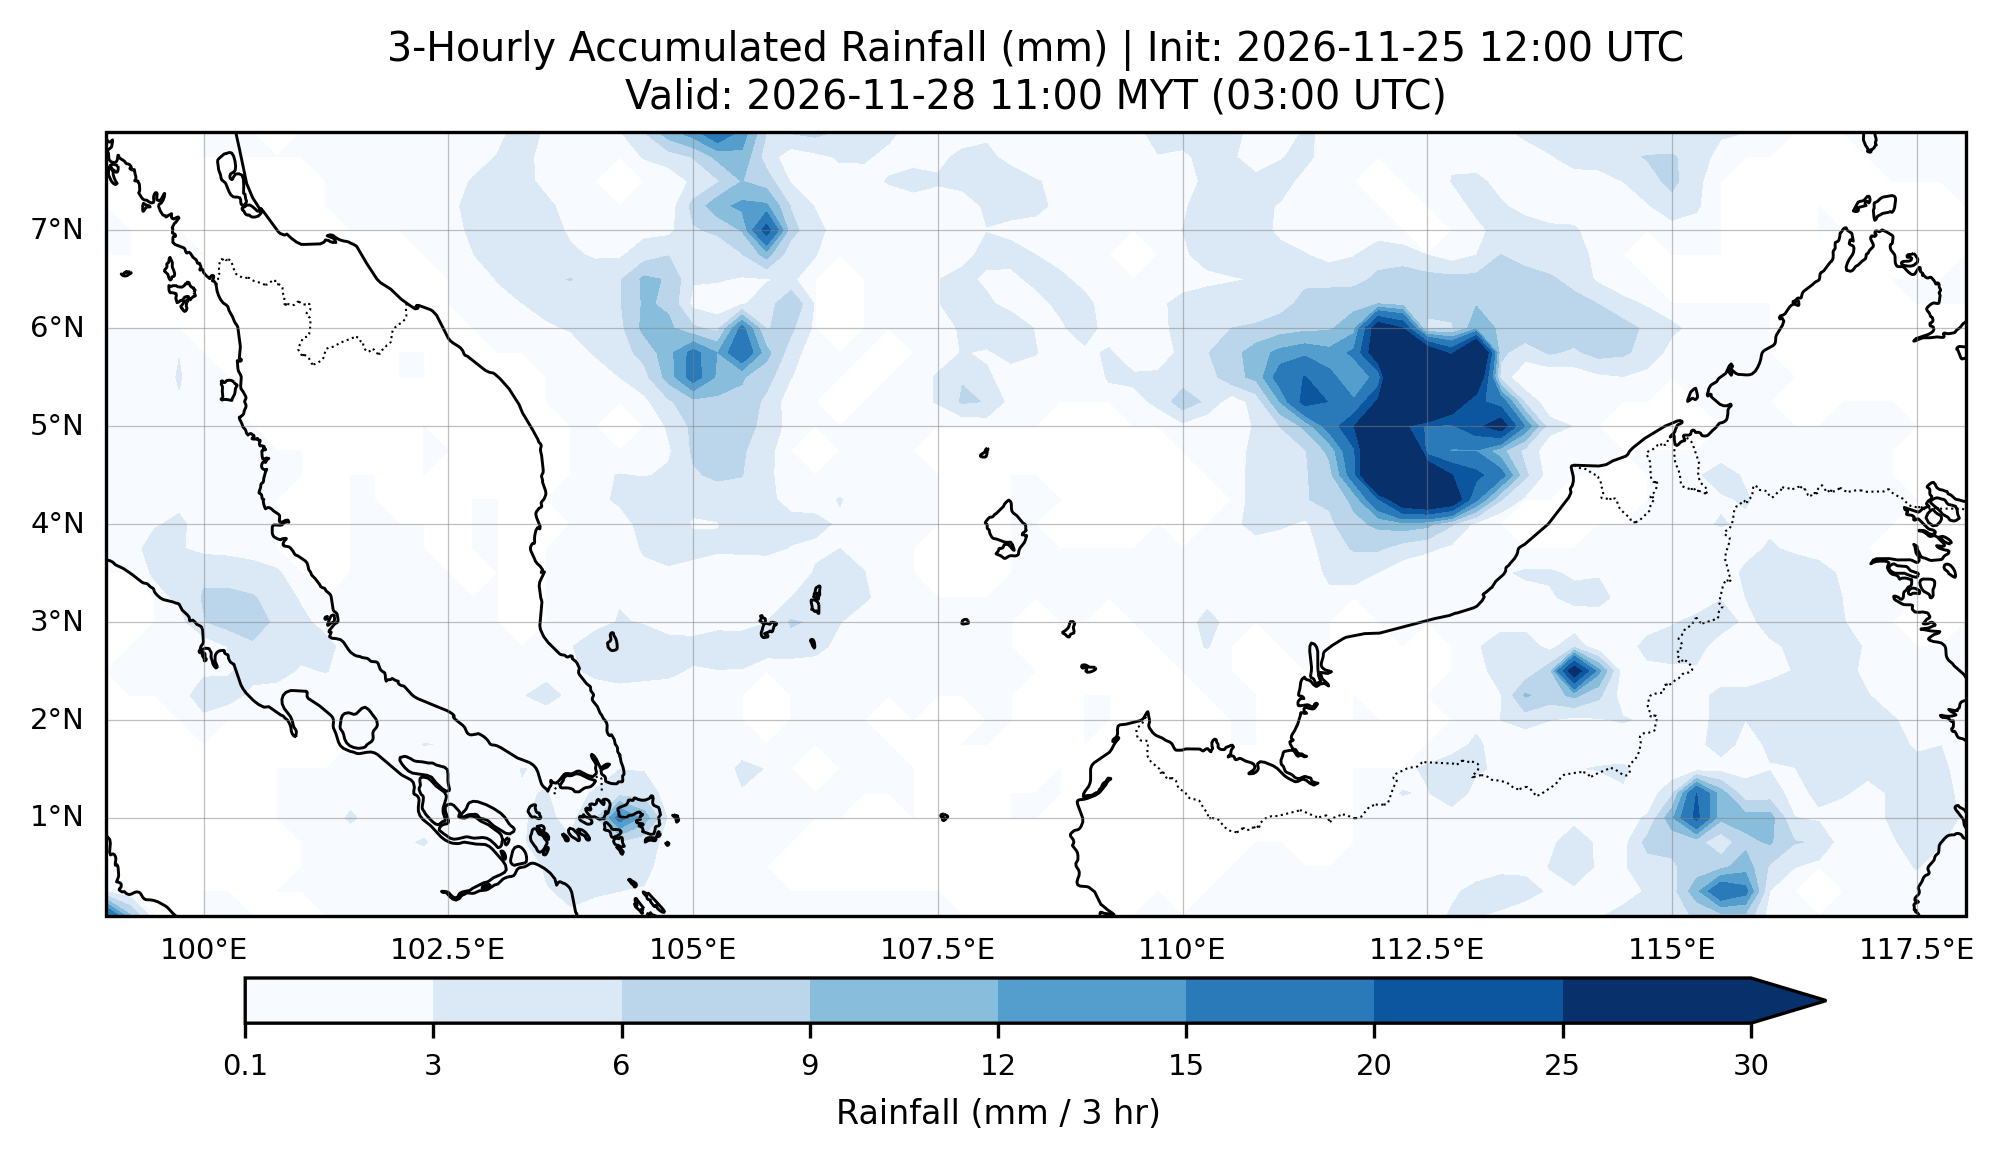 3-Hourly Accumulated Rainfall (mm) | Init: 2026-11-25 12:00 UTC
Valid: 2026-11-28 11:00 MYT (03:00 UTC)
7°N
6°N
5°N
4°N
3°N
2°N
1°N
100°E 102.5°E 105°E 107.5°E 110°E 112.5°E 115°E 117.5°E
0.1 3 6 9 12 15 20 25 30
Rainfall (mm / 3 hr)